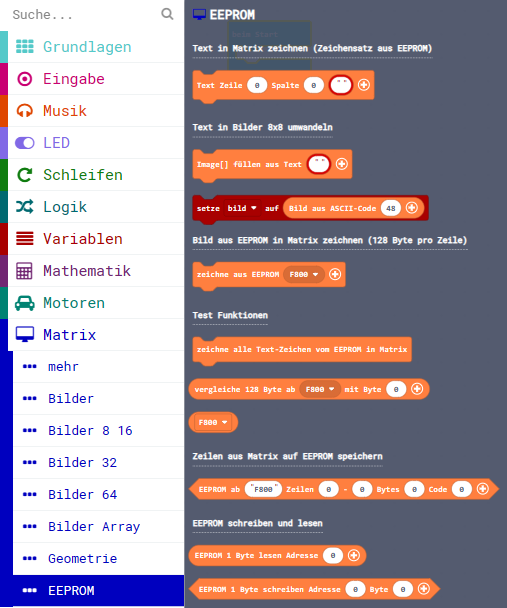 Suche...
Grundlagen
Eingabe
Musik
LED
Schleifen
Logik
Variablen
Mathematik
Motoren
Matrix
mehr
Bilder
Bilder 8 16
Bilder 32
Bilder 64
Bilder Array
Geometrie
EEPROM
EEPROM
Text in Matrix zeichnen (Zeichensatz aus EEPROM)
Text Zeile 0 Spalte 0 " "
Text in Bilder 8x8 umwandeln
Image[] füllen aus Text " "
setze bild auf Bild aus ASCII-Code 48
Bild aus EEPROM in Matrix zeichnen (128 Byte pro Zeile)
zeichne aus EEPROM F800
Test Funktionen
zeichne alle Text-Zeichen vom EEPROM in Matrix
vergleiche 128 Byte ab F800 mit Byte 0
F800
Zeilen aus Matrix auf EEPROM speichern
EEPROM ab "F800" Zeilen 0 - 0 Bytes 0 Code 0
EEPROM schreiben und lesen
EEPROM 1 Byte lesen Adresse 0
EEPROM 1 Byte schreiben Adresse 0 Byte 0